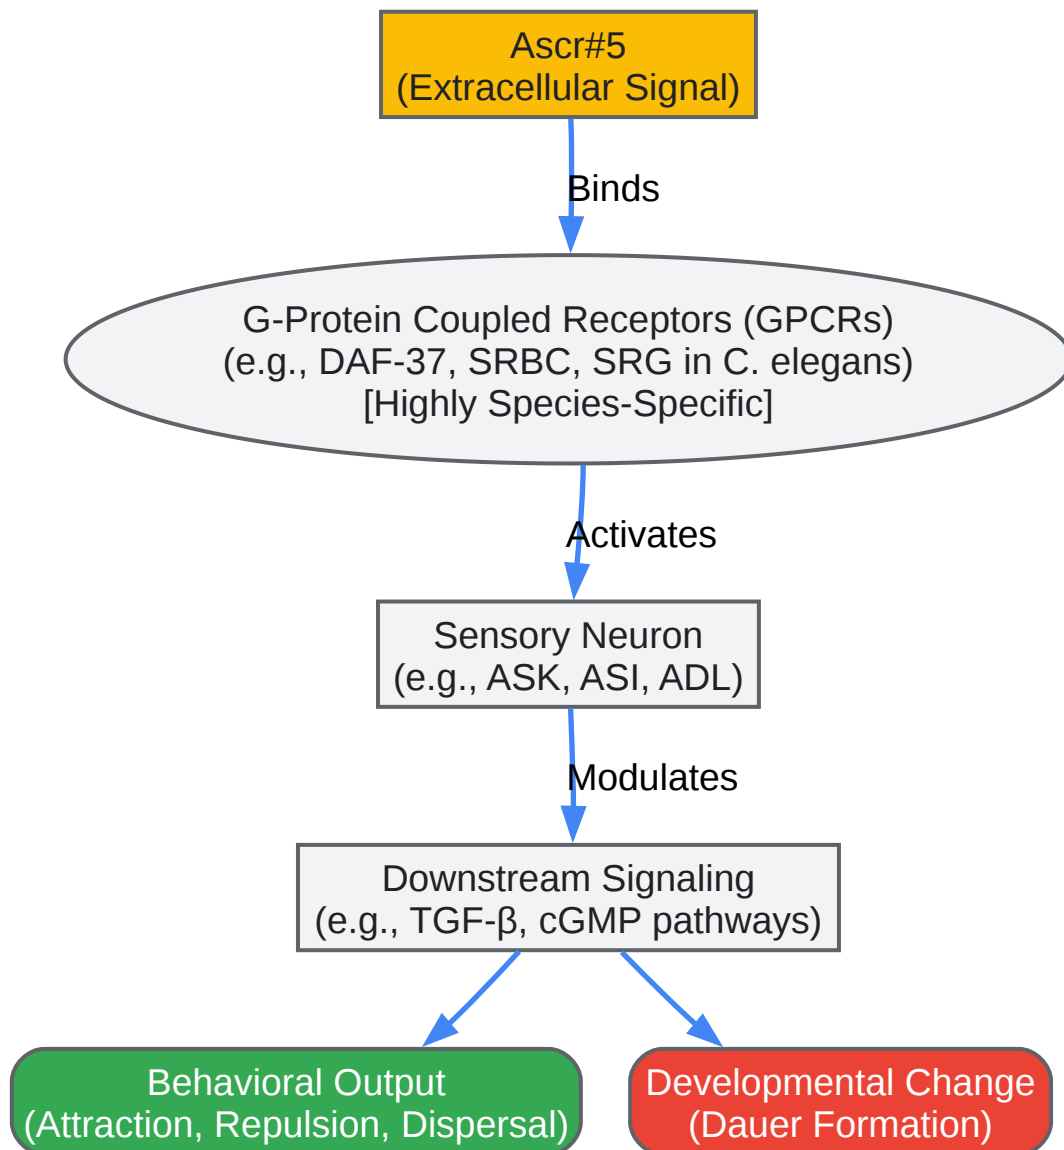 Ascr#5
(Extracellular Signal)
Binds
G-Protein Coupled Receptors (GPCRs)
(e.g., DAF-37, SRBC, SRG in C. elegans)
[Highly Species-Specific]
Activates
Sensory Neuron
(e.g., ASK, ASI, ADL)
Modulates
Downstream Signaling
(e.g., TGF-β, cGMP pathways)
Behavioral Output
(Attraction, Repulsion, Dispersal)
Developmental Change
(Dauer Formation)